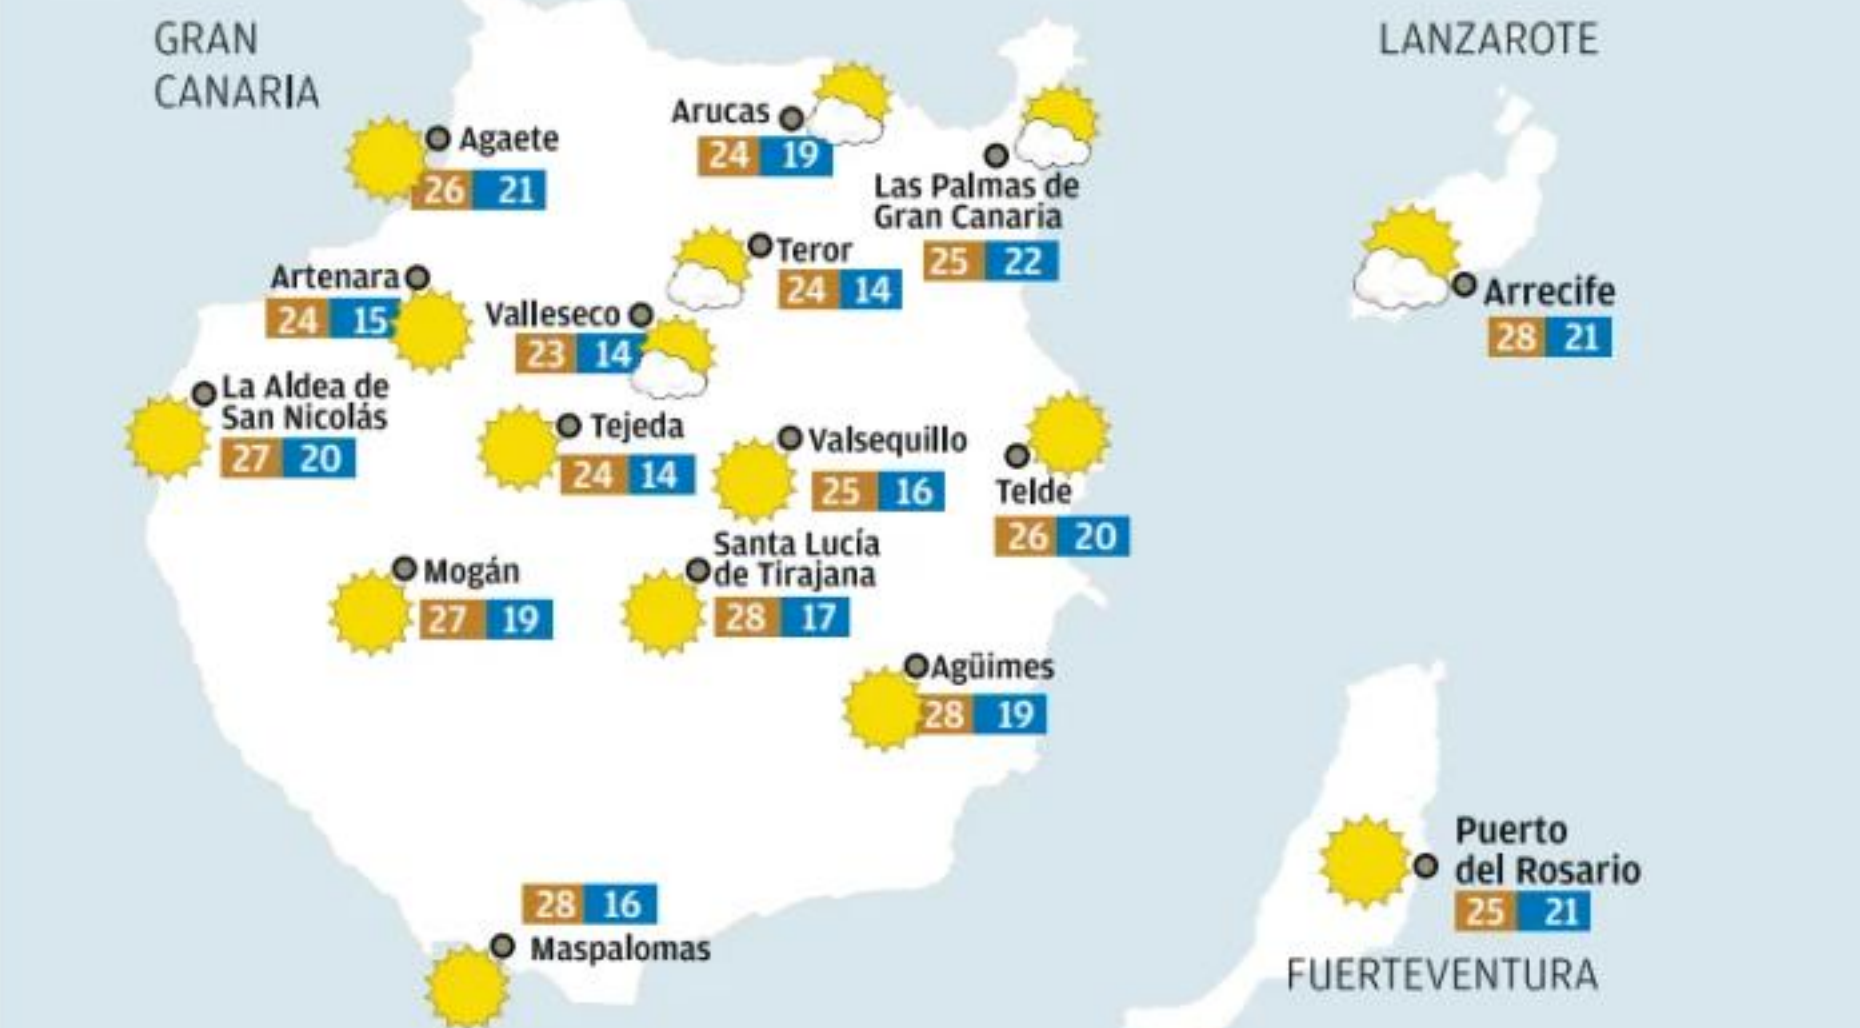 GRAN
CANARIA
LANZAROTE
Agaete
26 21
Arucas
24 19
Las Palmas de
Gran Canaria
25 22
Teror
24 14
Artenara
24 15
Valleseco
23 14
Arrecife
28 21
La Aldea de
San Nicolás
27 20
Tejeda
24 14
Valsequillo
25 16
Telde
26 20
Mogán
27 19
Santa Lucía
de Tirajana
28 17
Agüimes
28 19
Puerto
del Rosario
25 21
28 16
Maspalomas
FUERTEVENTURA